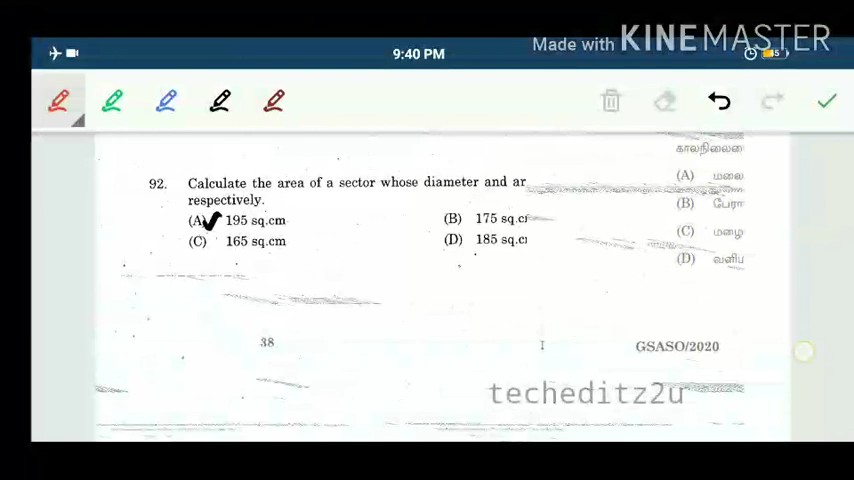 Made with KINEMASTER
9:40 PM
காலநிலை
92. Calculate the area of a sector whose diameter and ar
respectively.
(A) 195 sq.cm (B) 175 sq.c
(C) 165 sq.cm (D) 185 sq.c
(A) மலை
(B) பேரா
(C) மழை
(D) வளிப
38
GSASO/2020
techeditz2u